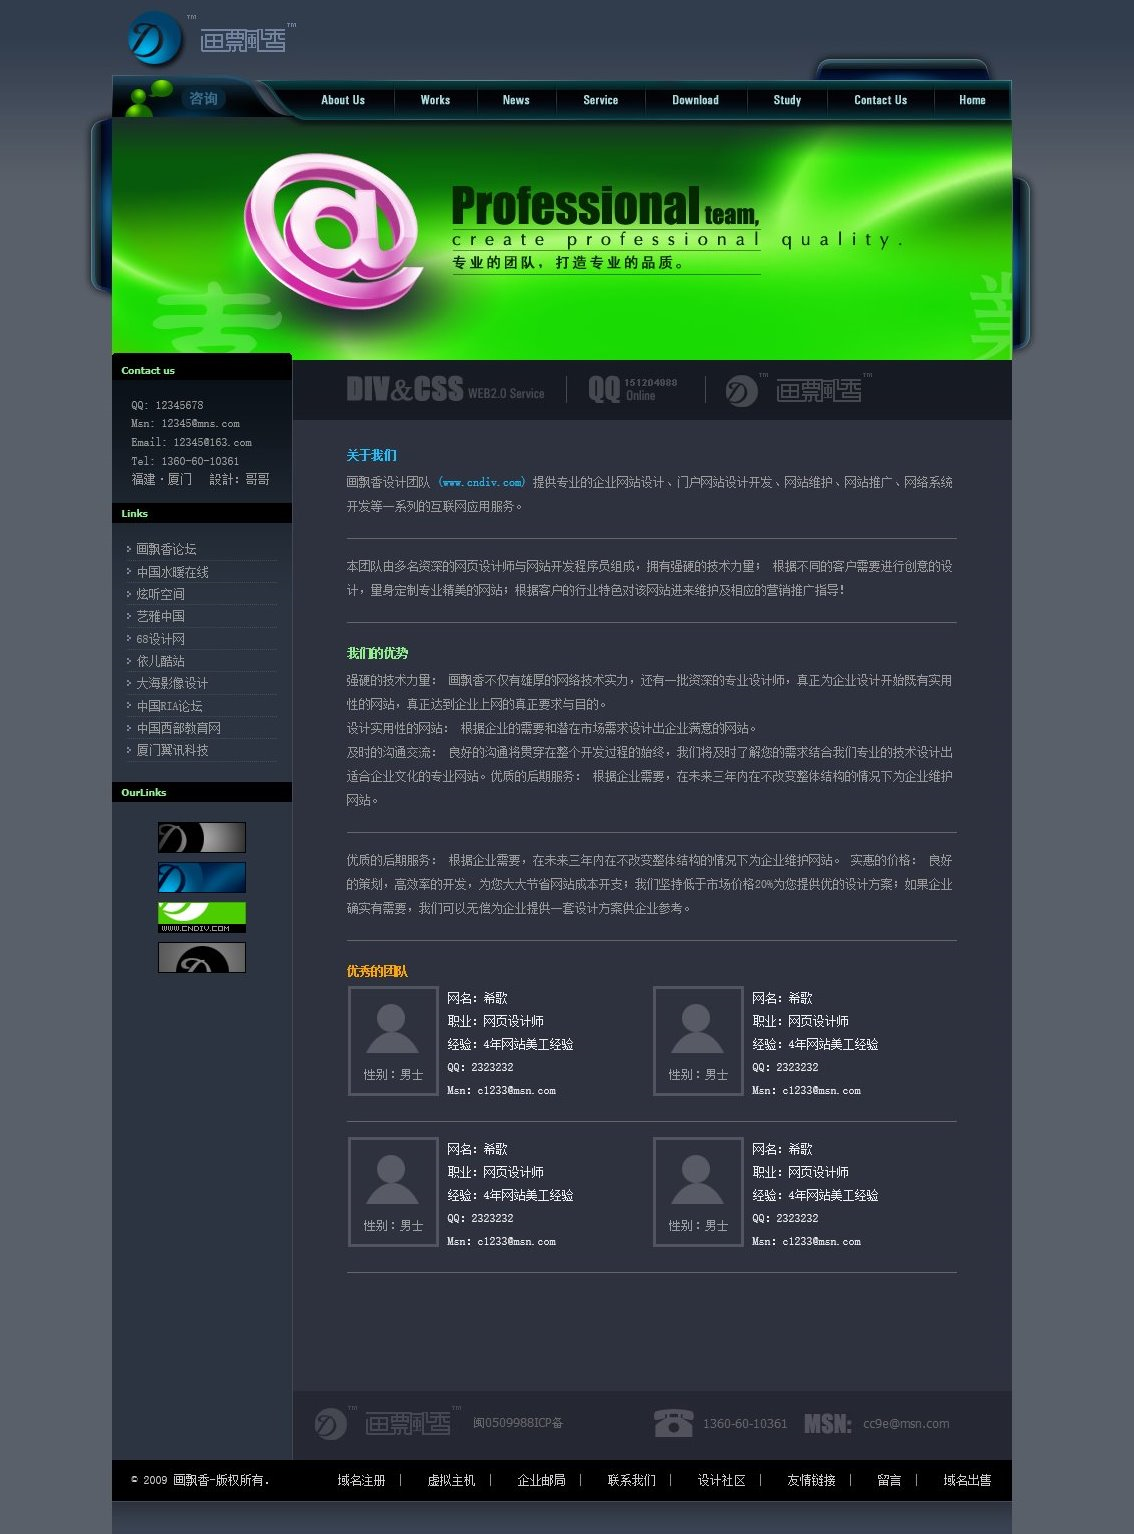 画票風香
咨询
About Us
Works
News
Service
Download
Study
Contact Us
Home
Professional team,
create professional quality.
专业的团队，打造专业的品质。
Contact us
QQ: 12345678
Msn: 12345@mns.com
Email: 12345@163.com
Tel: 1360-60-10361
福建·厦门 設計：哥哥
Links
画飘香论坛
中国水暖在线
炫听空间
艺雅中国
68设计网
依儿酷站
大海影像设计
中国RIA论坛
中国西部教育网
厦门翼讯科技
OurLinks
WWW.CNDIV.COM
DIV&CSS WEB2.0 Service
QQ 151204088
Online
画票風香
关于我们
画飘香设计团队 (www.cndiv.com) 提供专业的企业网站设计、门户网站设计开发、网站维护、网站推广、网络系统
开发等一系列的互联网应用服务。
本团队由多名资深的网页设计师与网站开发程序员组成，拥有强硬的技术力量； 根据不同的客户需要进行创意的设
计，量身定制专业精美的网站；根据客户的行业特色对该网站进来维护及相应的营销推广指导！
我们的优势
强硬的技术力量： 画飘香不仅有雄厚的网络技术实力，还有一批资深的专业设计师，真正为企业设计开始既有实用
性的网站，真正达到企业上网的真正要求与目的。
设计实用性的网站： 根据企业的需要和潜在市场需求设计出企业满意的网站。
及时的沟通交流： 良好的沟通将贯穿在整个开发过程的始终，我们将及时了解您的需求结合我们专业的技术设计出
适合企业文化的专业网站。优质的后期服务： 根据企业需要，在未来三年内在不改变整体结构的情况下为企业维护
网站。
优质的后期服务： 根据企业需要，在未来三年内在不改变整体结构的情况下为企业维护网站。 实惠的价格： 良好
的策划，高效率的开发，为您大大节省网站成本开支；我们坚持低于市场价格20%为您提供优的设计方案；如果企业
确实有需要，我们可以无偿为企业提供一套设计方案供企业参考。
优秀的团队
网名：希歌
职业：网页设计师
经验：4年网站美工经验
QQ：2323232
Msn：c1233@msn.com
性别：男士
网名：希歌
职业：网页设计师
经验：4年网站美工经验
QQ：2323232
Msn：c1233@msn.com
性别：男士
网名：希歌
职业：网页设计师
经验：4年网站美工经验
QQ：2323232
Msn：c1233@msn.com
性别：男士
网名：希歌
职业：网页设计师
经验：4年网站美工经验
QQ：2323232
Msn：c1233@msn.com
性别：男士
画票風香
闽0509988ICP备
1360-60-10361
MSN: cc9e@msn.com
© 2009 画飘香-版权所有.
域名注册 | 虚拟主机 | 企业邮局 | 联系我们 | 设计社区 | 友情链接 | 留言 | 域名出售